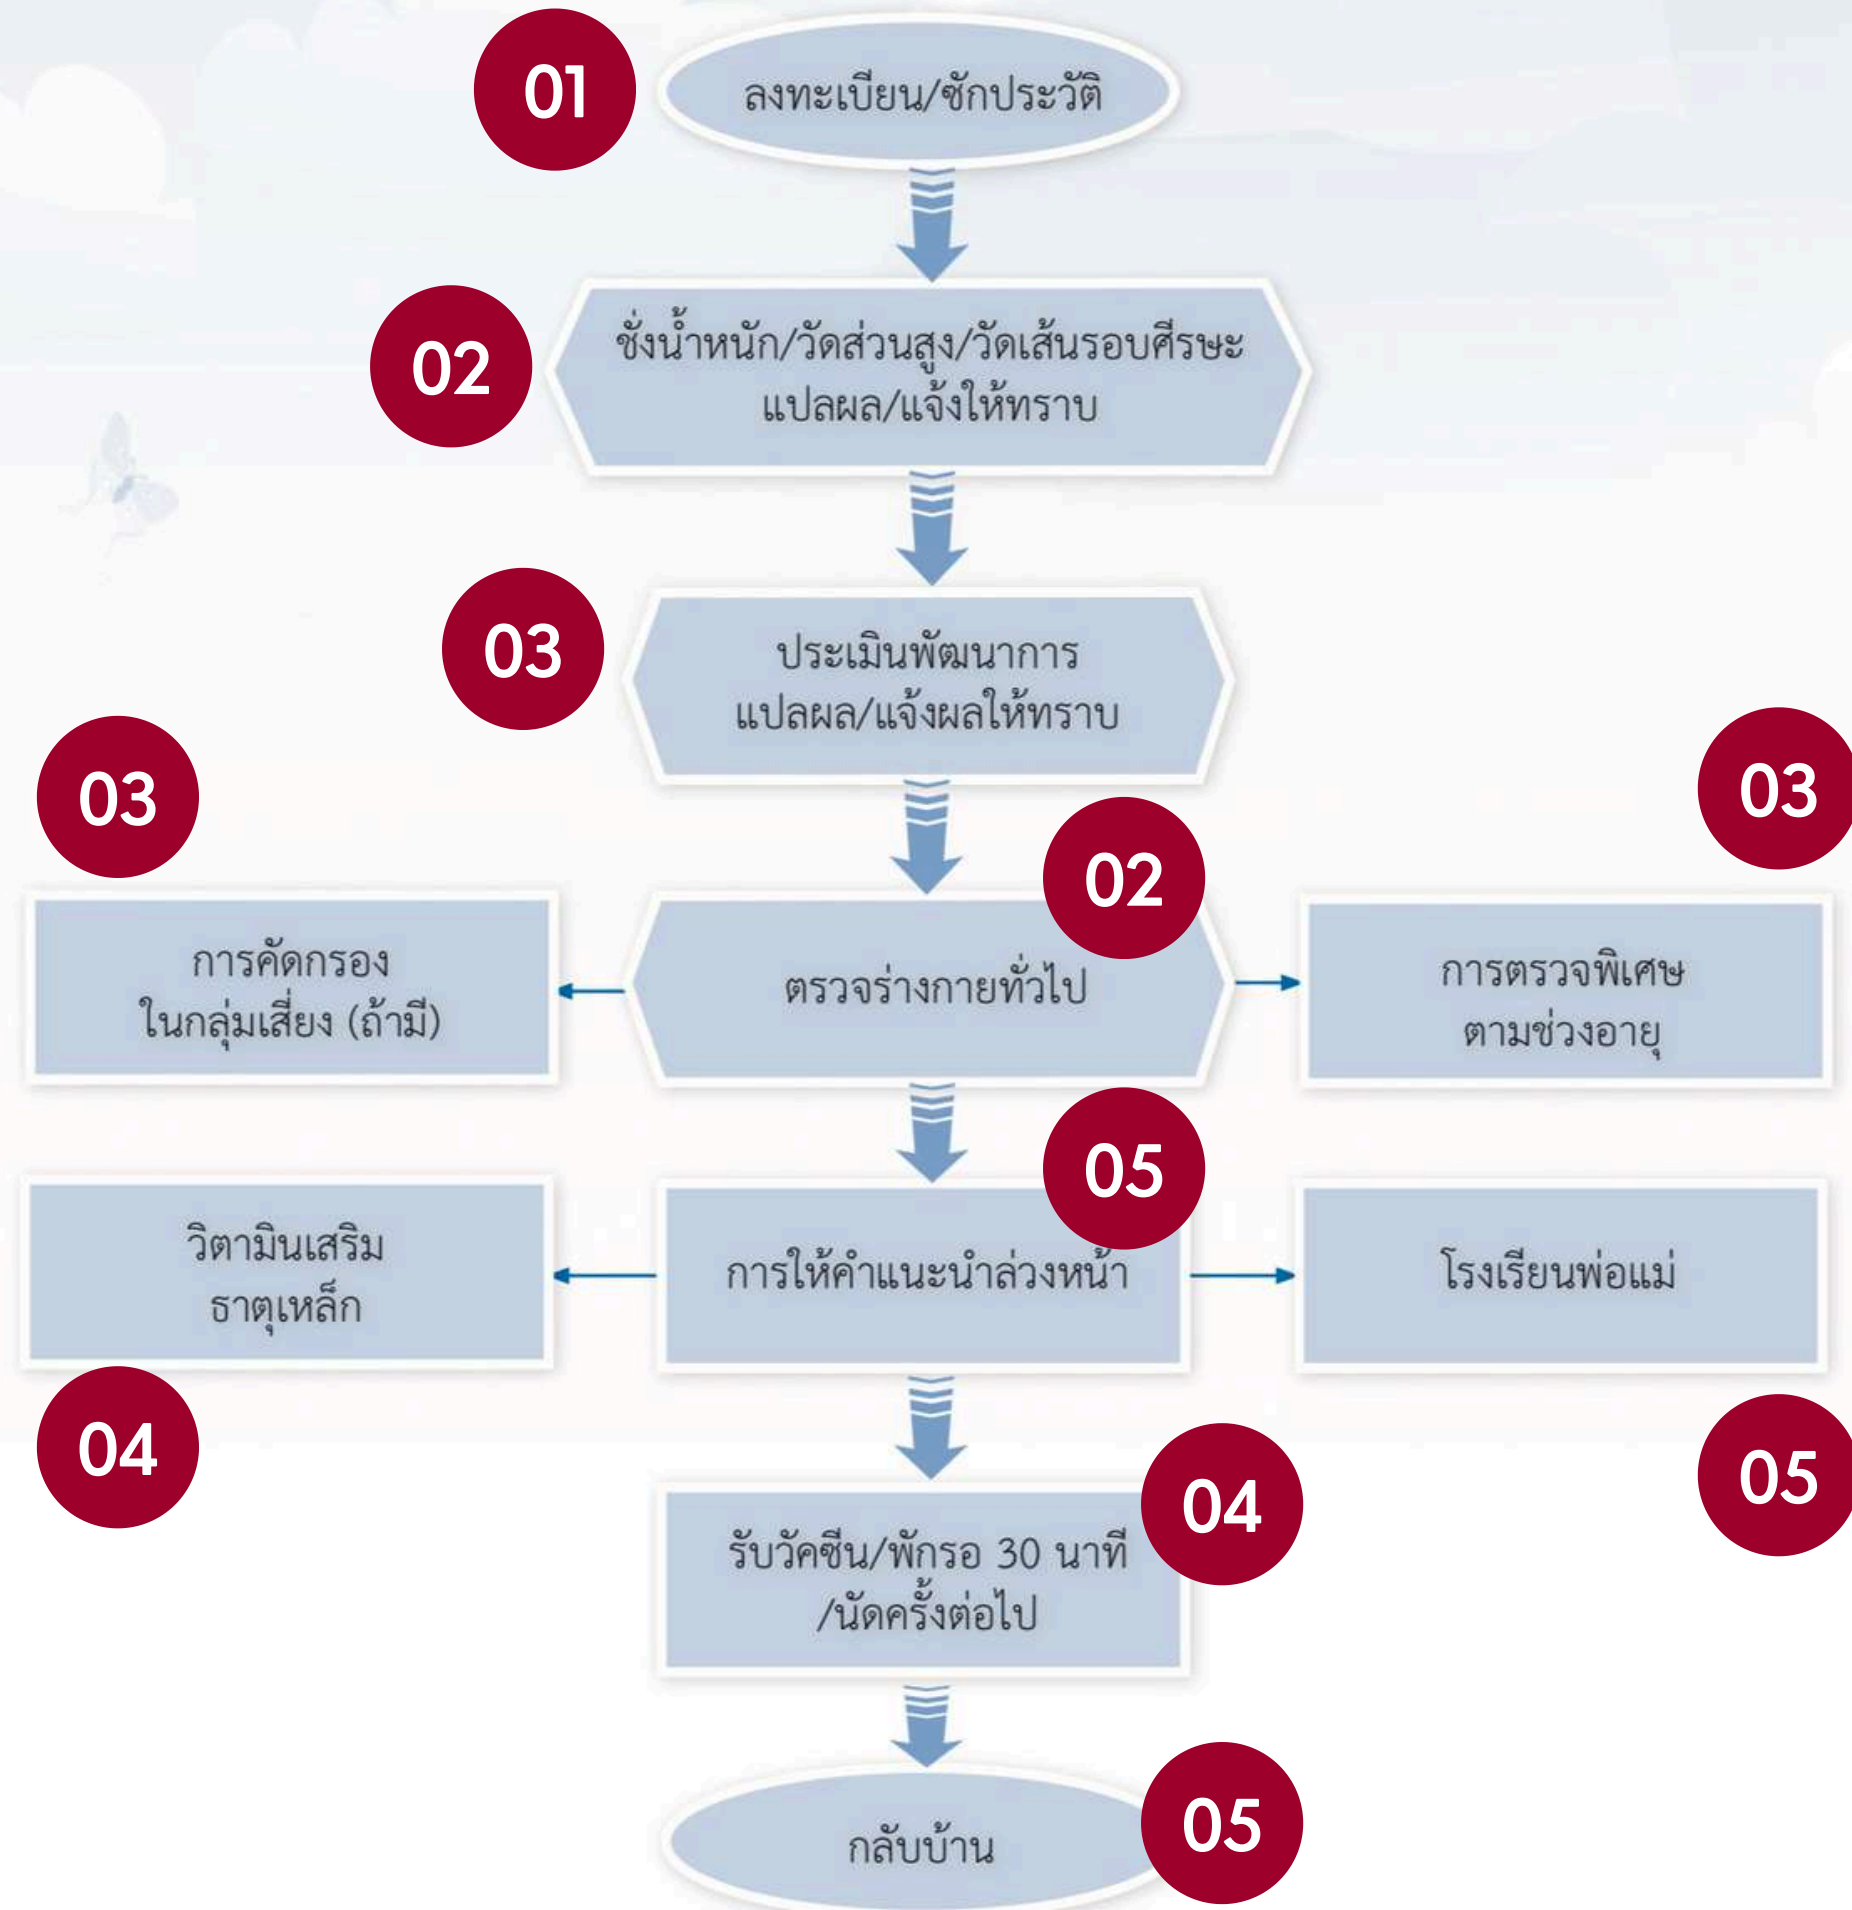 01
ลงทะเบียน/ซักประวัติ
02
ชั่งน้ำหนัก/วัดส่วนสูง/วัดเส้นรอบศีรษะ
แปลผล/แจ้งให้ทราบ
03
ประเมินพัฒนาการ
แปลผล/แจ้งผลให้ทราบ
03
การคัดกรอง
ในกลุ่มเสี่ยง (ถ้ามี)
02
ตรวจร่างกายทั่วไป
03
การตรวจพิเศษ
ตามช่วงอายุ
วิตามินเสริม
ธาตุเหล็ก
04
05
การให้คำแนะนำล่วงหน้า
โรงเรียนพ่อแม่
05
04
รับวัคซีน/พักรอ 30 นาที
/นัดครั้งต่อไป
05
กลับบ้าน